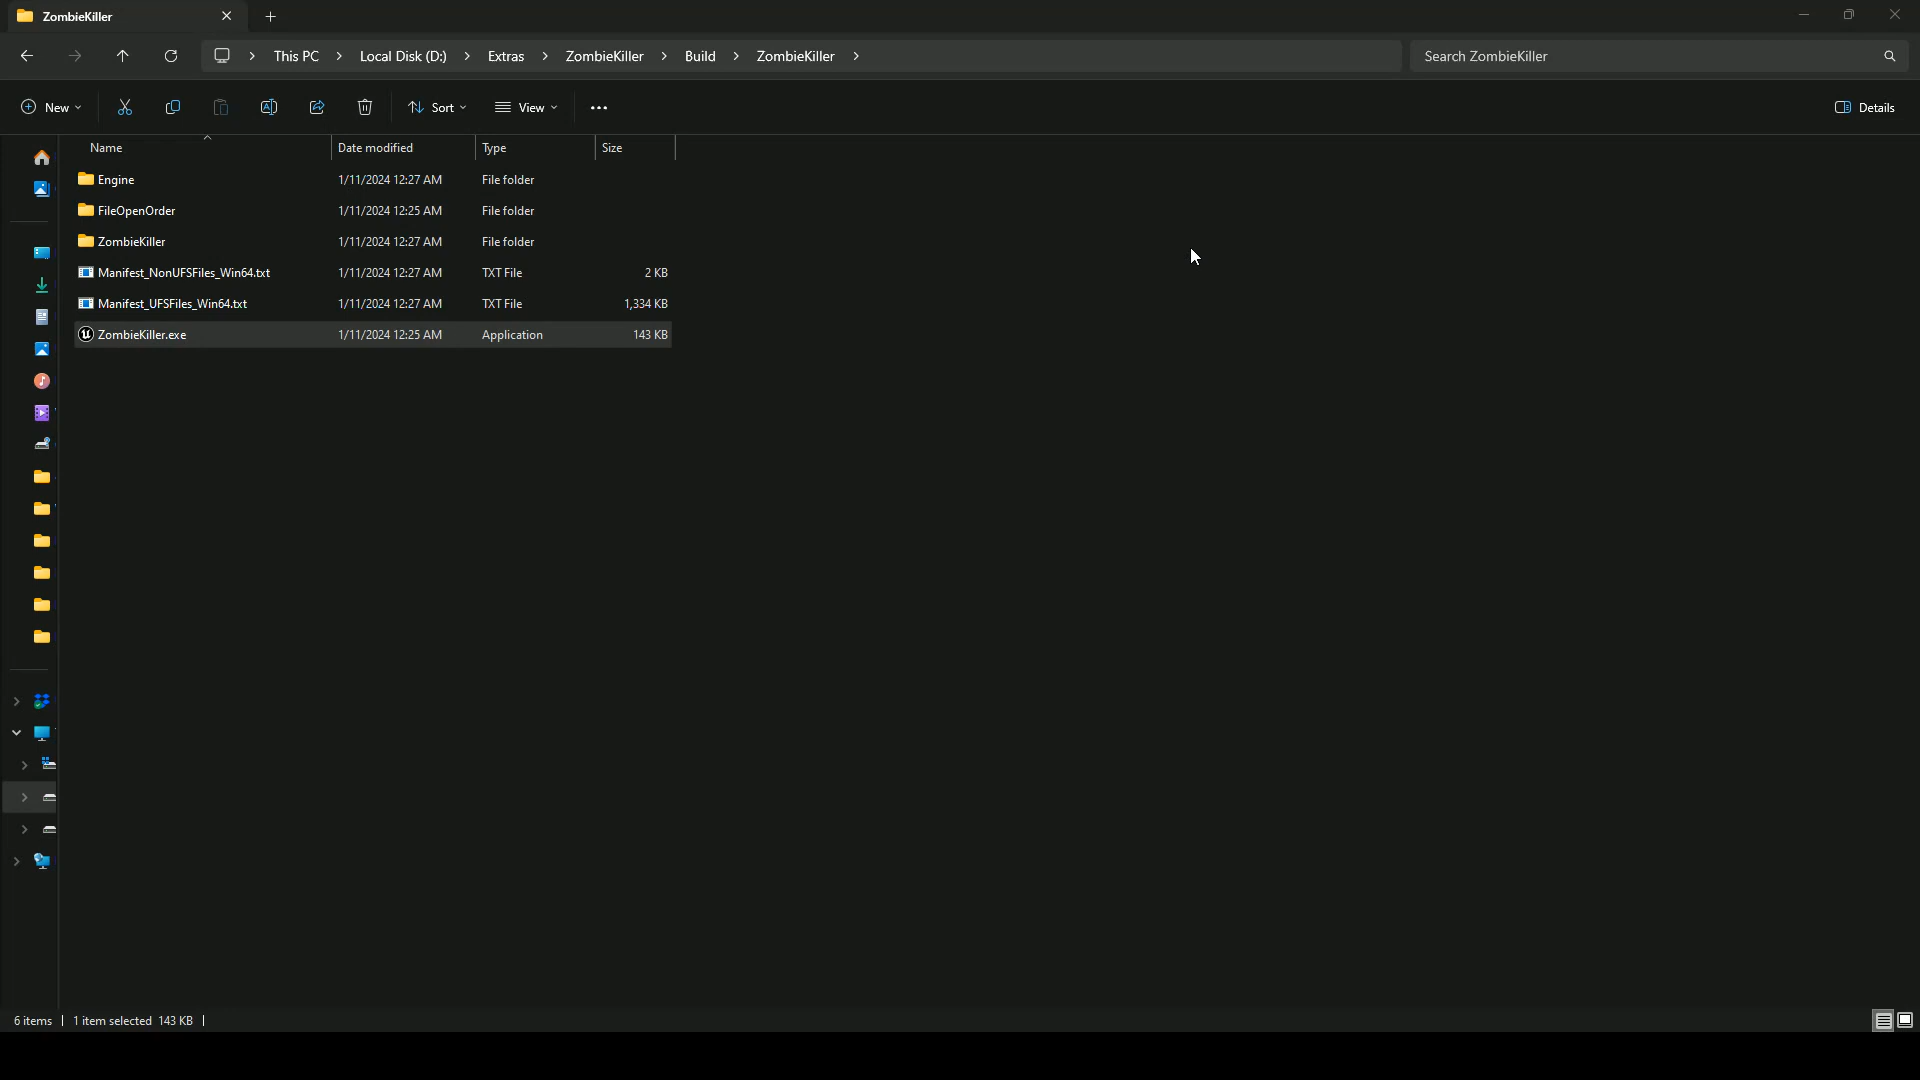 ZombieKiller
This PC > Local Disk (D:) > Extras > ZombieKiller > Build > ZombieKiller >
Search ZombieKiller
New
Sort
View
Details
Name Date modified Type Size
Engine 1/11/2024 12:27 AM File folder
FileOpenOrder 1/11/2024 12:25 AM File folder
ZombieKiller 1/11/2024 12:27 AM File folder
Manifest_NonUFSFiles_Win64.txt 1/11/2024 12:27 AM TXT File 2 KB
Manifest_UFSFiles_Win64.txt 1/11/2024 12:27 AM TXT File 1,334 KB
ZombieKiller.exe 1/11/2024 12:25 AM Application 143 KB
6 items | 1 item selected 143 KB |